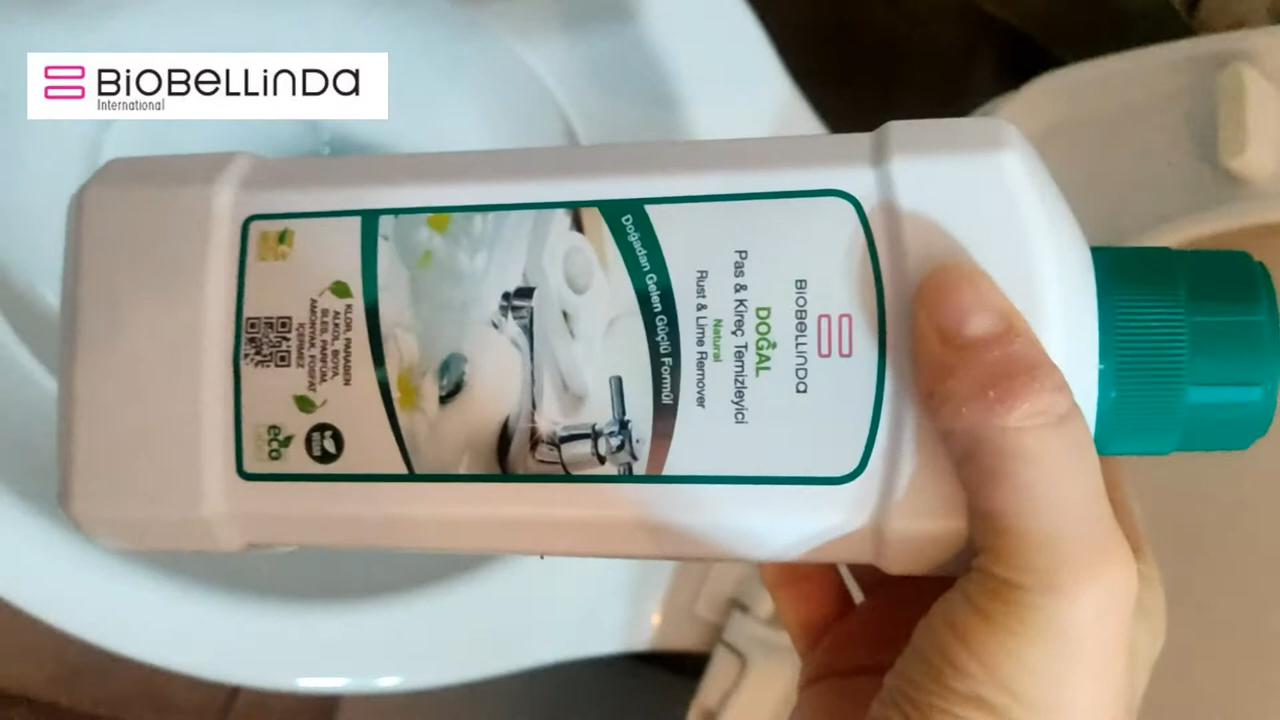 BIOBELLINDA
International
BIOBELLINDA
DOĞAL
Pas & Kireç Temizleyici
Natural
Rust & Lime Remover
Doğadan Gelen Güçlü Formül
KLOR, PARABEN
ALKOL, BOYA,
SLES, PARFÜM,
AMONYAK, FOSFAT
İÇERMEZ
VEGAN
eco